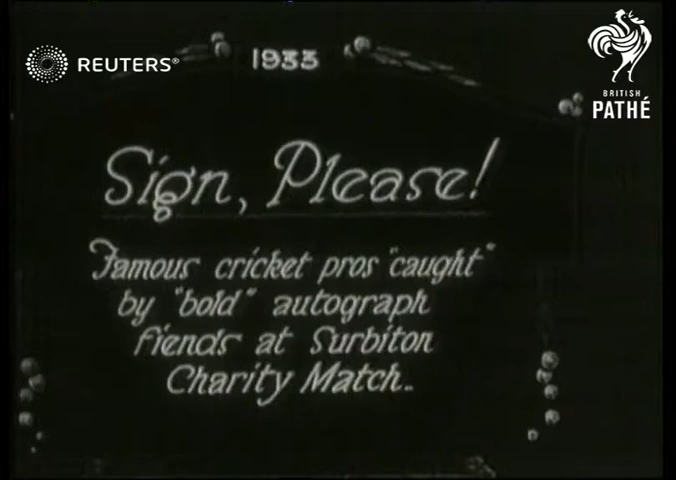 REUTERS®
1933
BRITISH
PATHÉ
Sign, Please!
Famous cricket pros "caught"
by "bold" autograph
fiends at Surbiton
Charity Match..